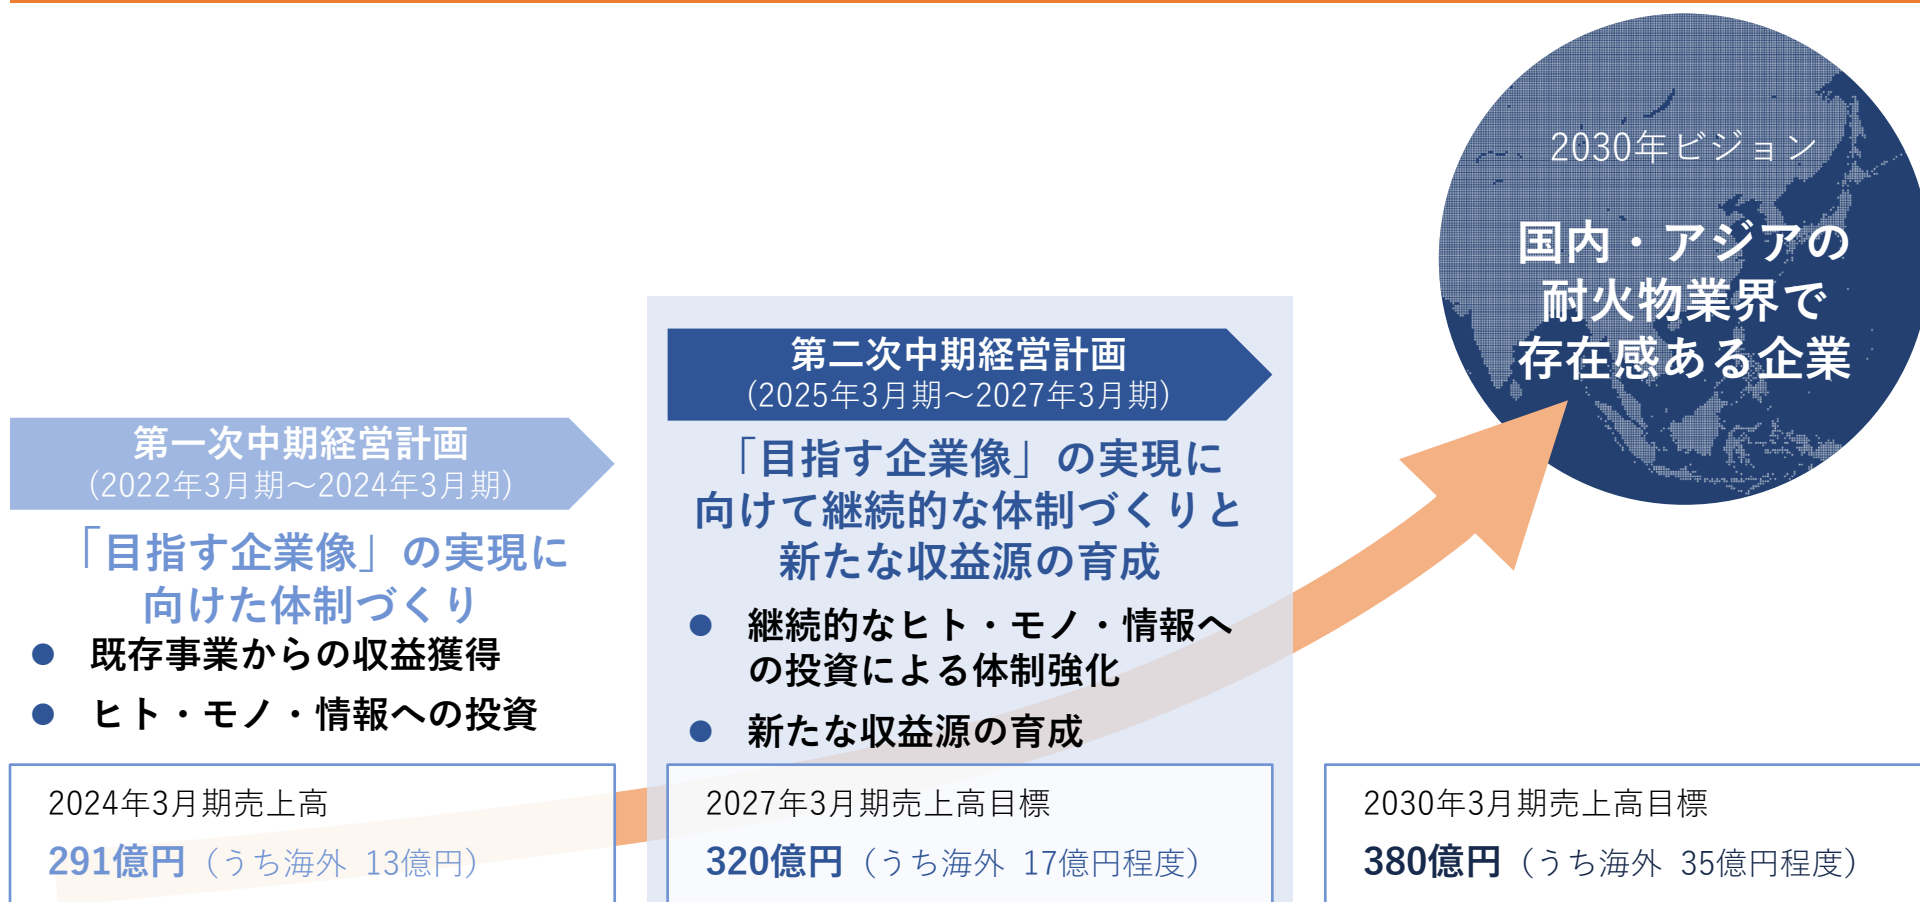 2030年ビジョン
国内・アジアの
耐火物業界で
存在感ある企業
第一次中期経営計画
(2022年3月期～2024年3月期)
「目指す企業像」の実現に
向けた体制づくり
● 既存事業からの収益獲得
● ヒト・モノ・情報への投資
2024年3月期売上高
291億円（うち海外 13億円）
第二次中期経営計画
(2025年3月期～2027年3月期)
「目指す企業像」の実現に
向けて継続的な体制づくりと
新たな収益源の育成
● 継続的なヒト・モノ・情報へ
の投資による体制強化
● 新たな収益源の育成
2027年3月期売上高目標
320億円（うち海外 17億円程度）
2030年3月期売上高目標
380億円（うち海外 35億円程度）